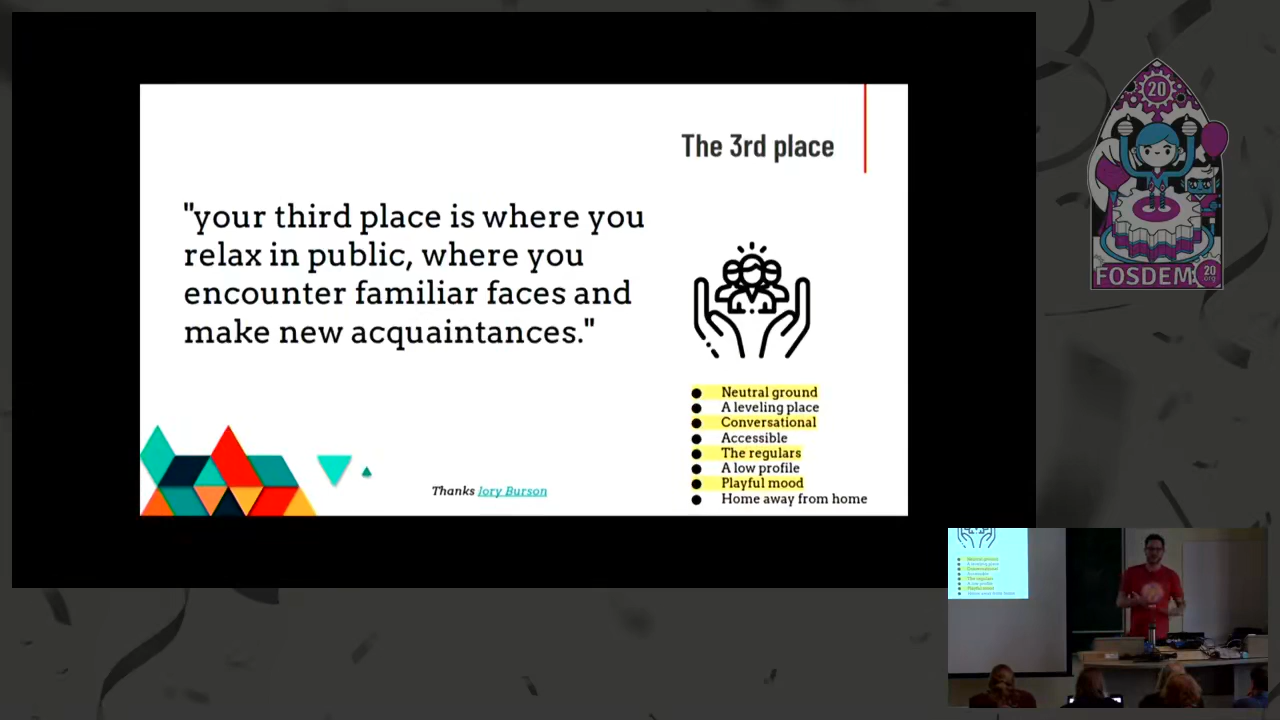 The 3rd place
"your third place is where you
relax in public, where you
encounter familiar faces and
make new acquaintances."
● Neutral ground
● A leveling place
● Conversational
● Accessible
● The regulars
● A low profile
● Playful mood
● Home away from home
Thanks Jory Burson
20
FOSDEM
20
.org